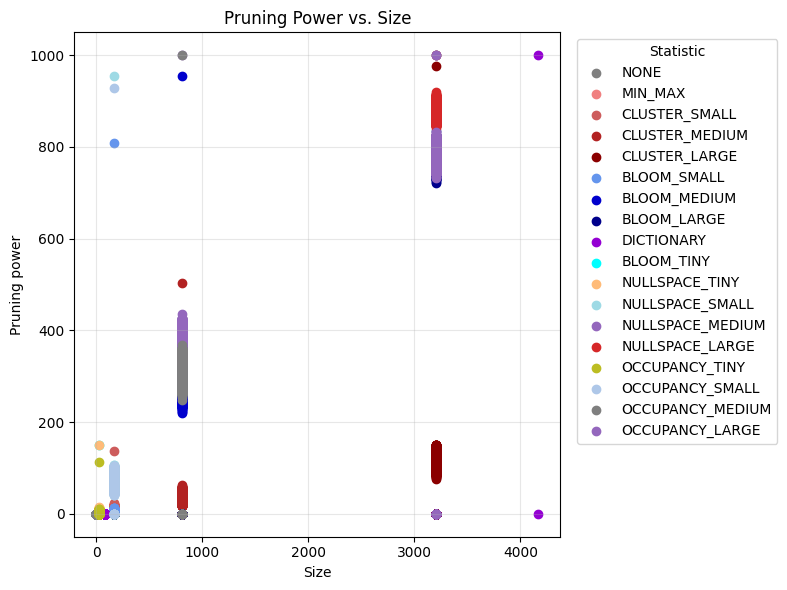 Pruning Power vs. Size
Pruning power
1000
800
600
400
200
0
0
1000
2000
3000
4000
Size
Statistic
NONE
MIN_MAX
CLUSTER_SMALL
CLUSTER_MEDIUM
CLUSTER_LARGE
BLOOM_SMALL
BLOOM_MEDIUM
BLOOM_LARGE
DICTIONARY
BLOOM_TINY
NULLSPACE_TINY
NULLSPACE_SMALL
NULLSPACE_MEDIUM
NULLSPACE_LARGE
OCCUPANCY_TINY
OCCUPANCY_SMALL
OCCUPANCY_MEDIUM
OCCUPANCY_LARGE